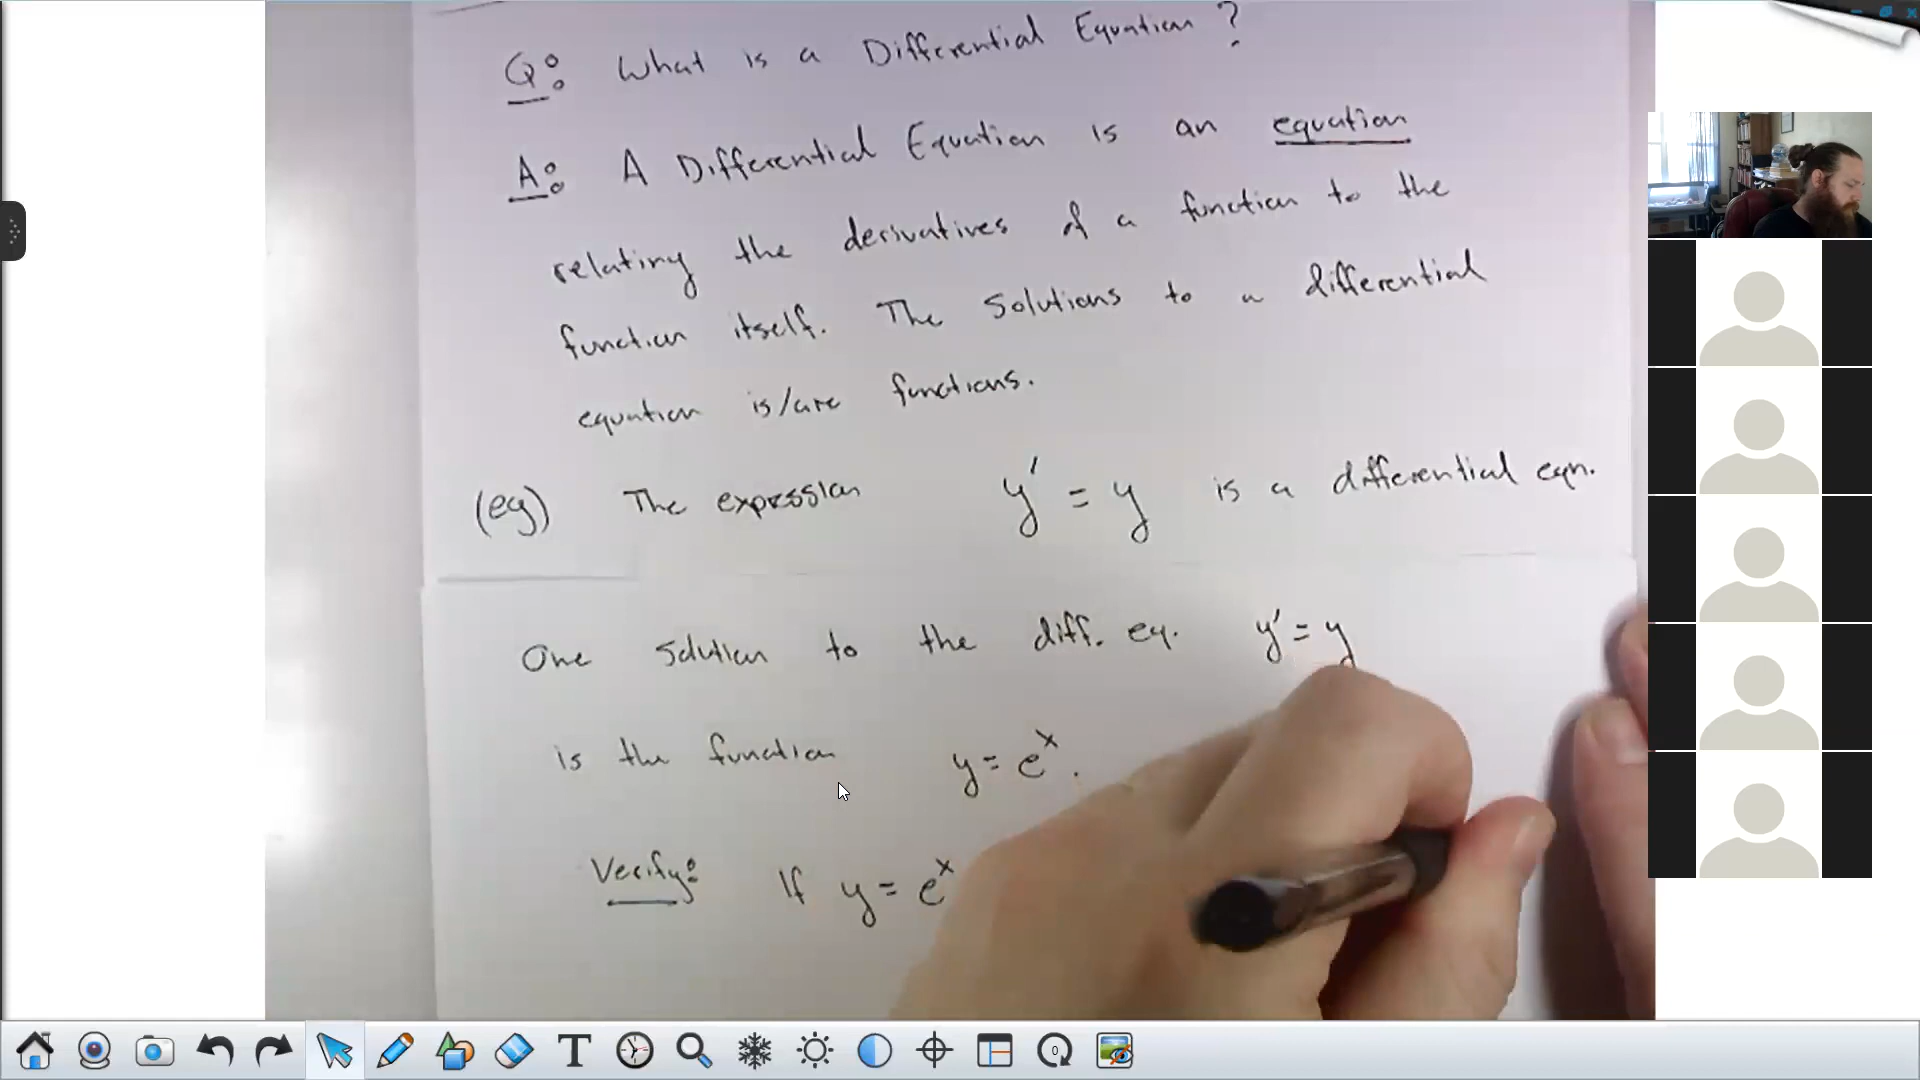 Q: What is a Differential Equation?
A: A Differential Equation is an equation
relating the derivatives of a function to the
function itself. The solutions to a differential
equation is/are functions.
(eg) The expression y' = y is a differential eqn.
One solution to the diff. eq. y' = y
is the function y = e^x.
Verify: If y = e^x
T
0